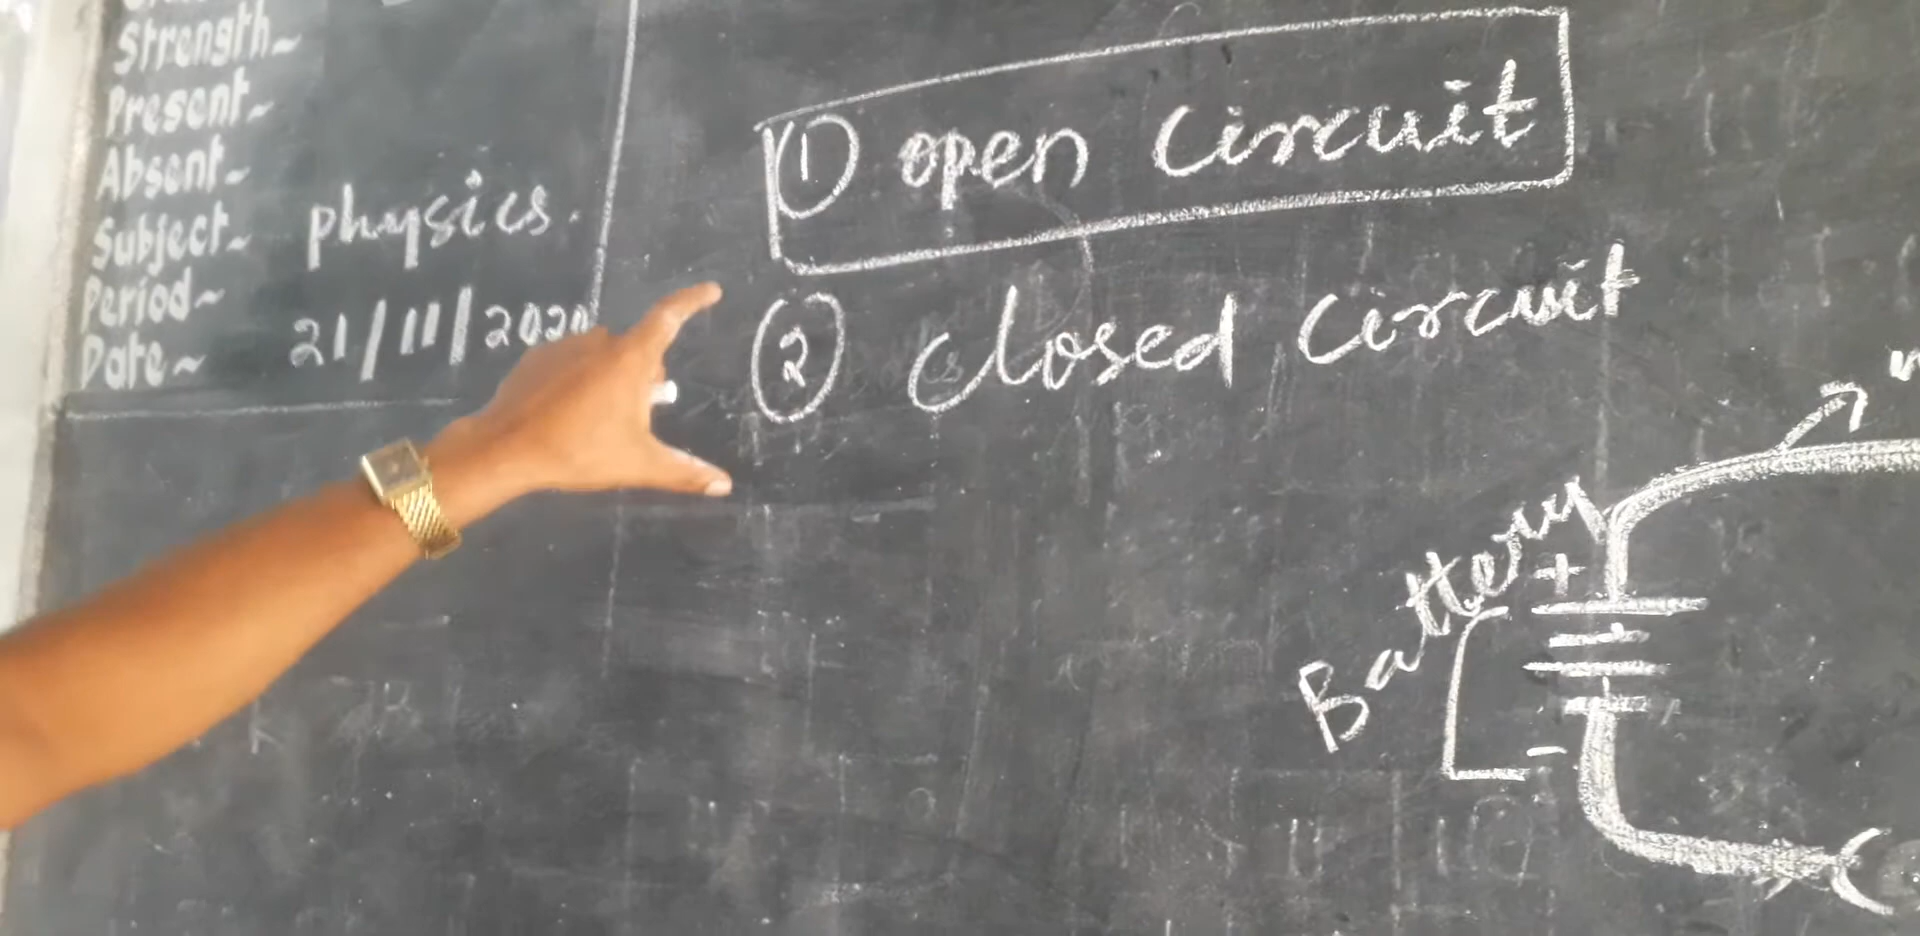 Strength~
Present~
Absent~
Subject~ physics.
Period~
Date~ 21/11/2020
1 open circuit
2 closed circuit
Battery
+
-